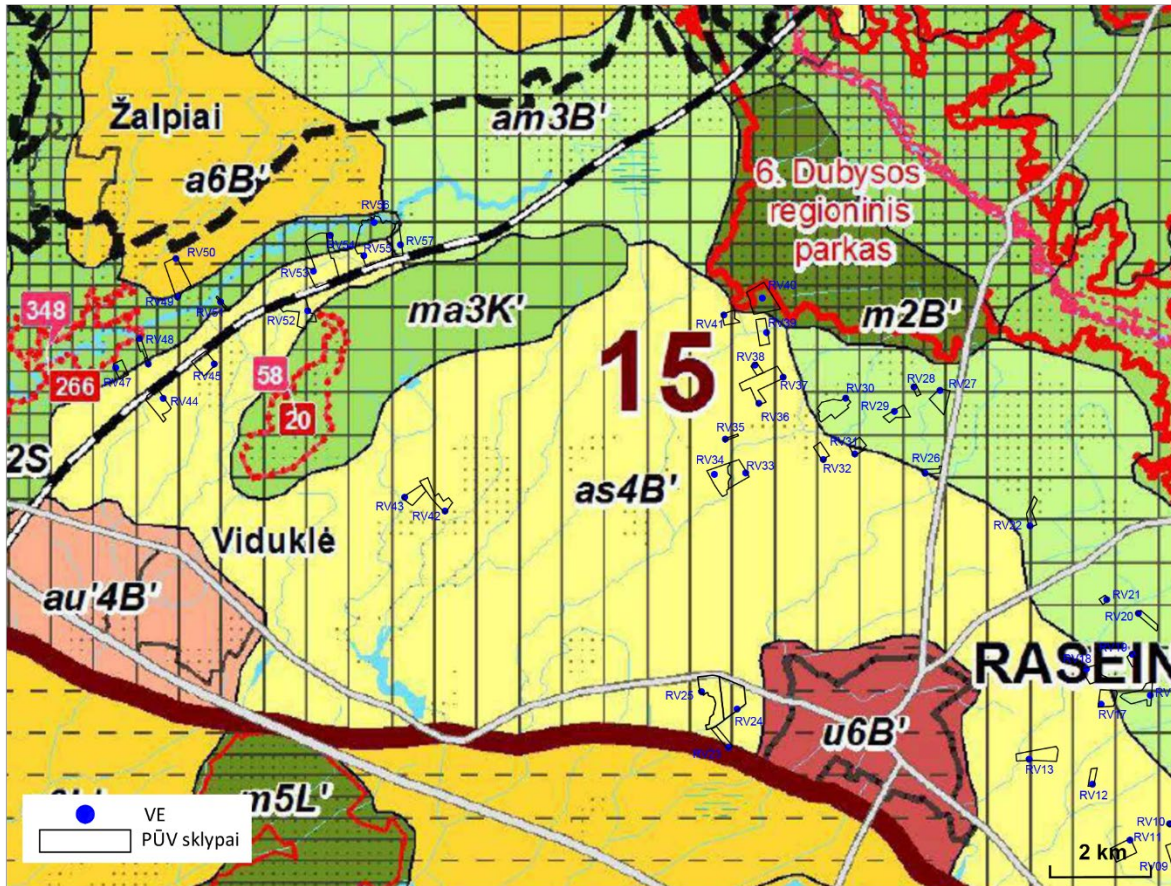 Žalpiai
a6B'
am3B'
6. Dubysos
regioninis
parkas
m2B'
RV56
RV57
RV54
RV55
RV50
RV53
RV49
RV52
348
RV48
266
RV47
RV45
RV44
58
20
ma3K'
15
RV40
RV41
RV39
RV38
RV37
RV36
RV30
RV28
RV27
RV29
RV35
RV31
RV32
RV34
RV33
RV26
2S
as4B'
RV43
RV42
RV22
Viduklė
au'4B'
RV21
RV20
RV18
RASEIN
RV17
RV25
RV24
u6B'
RV13
RV12
RV10
RV11
RV09
m5L'
VE
PŪV sklypai
2 km